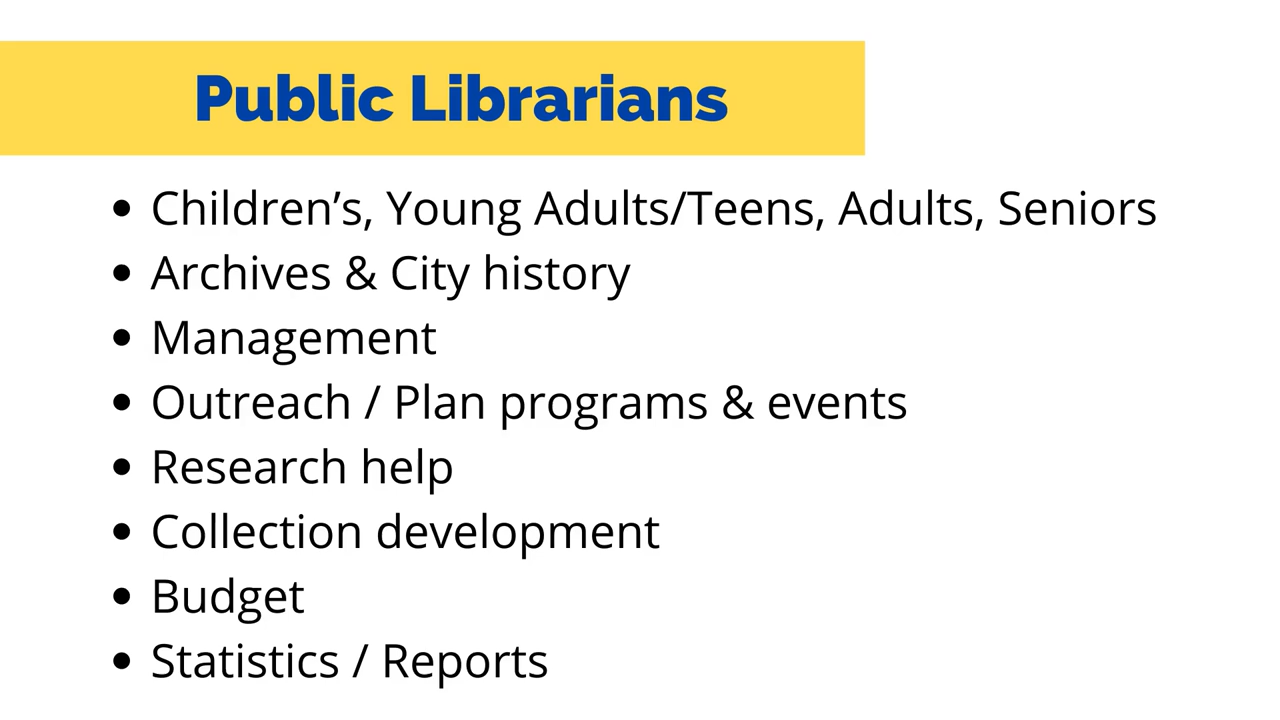 Public Librarians
• Children’s, Young Adults/Teens, Adults, Seniors
• Archives & City history
• Management
• Outreach / Plan programs & events
• Research help
• Collection development
• Budget
• Statistics / Reports